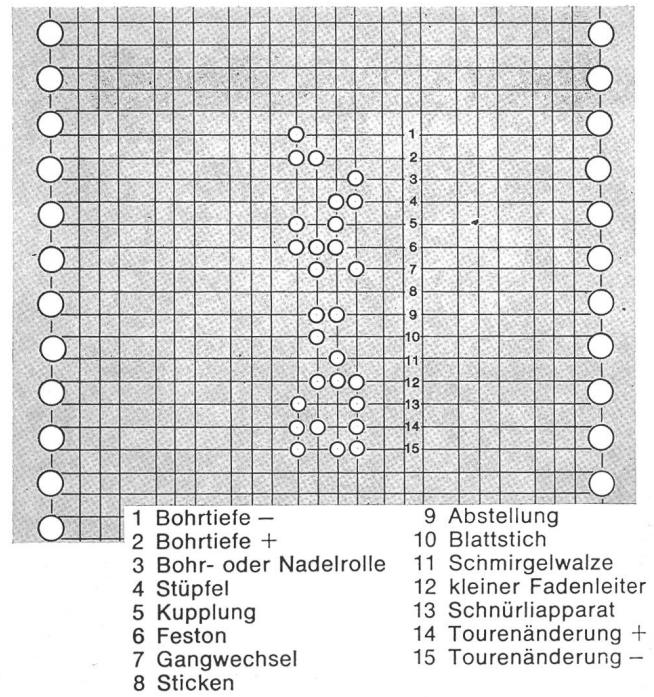 1
2
3
4
5
6
7
8
9
10
11
12
13
14
15
1 Bohrtiefe –
2 Bohrtiefe +
3 Bohr- oder Nadelrolle
4 Stüpfel
5 Kupplung
6 Feston
7 Gangwechsel
8 Sticken
9 Abstellung
10 Blattstich
11 Schmirgelwalze
12 kleiner Fadenleiter
13 Schnürliapparat
14 Tourenänderung +
15 Tourenänderung –